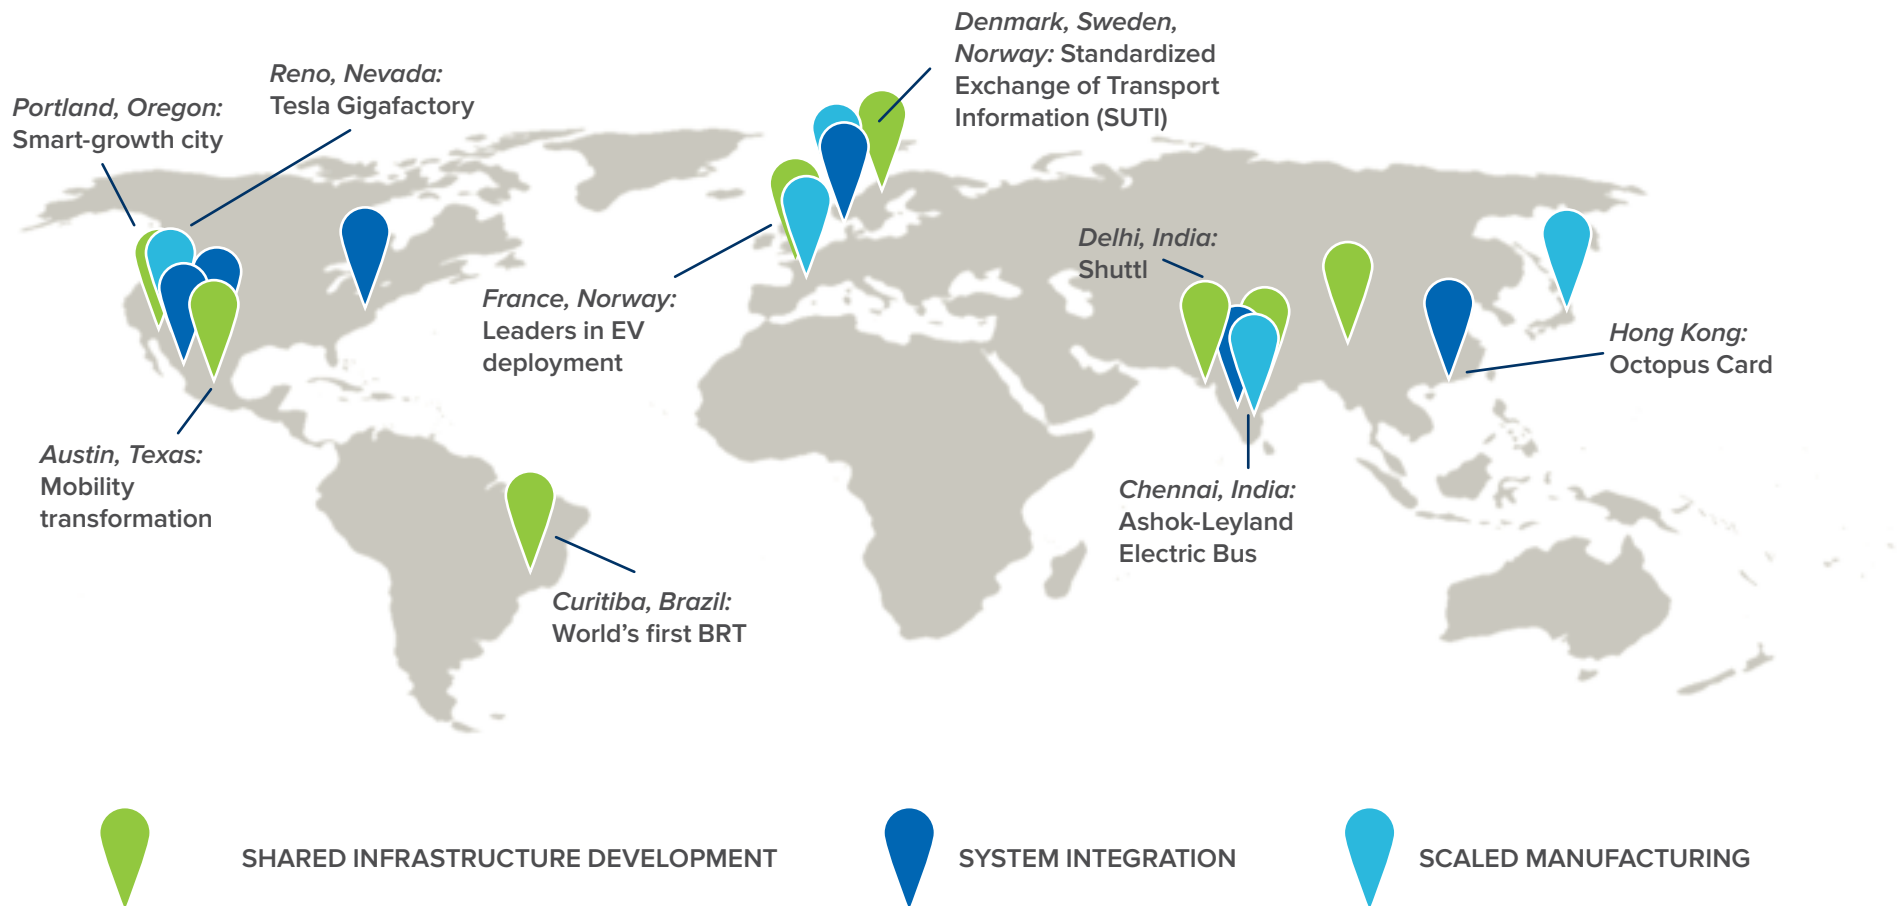 Denmark, Sweden,
Norway: Standardized
Exchange of Transport
Information (SUTI)
Reno, Nevada:
Tesla Gigafactory
Portland, Oregon:
Smart-growth city
Delhi, India:
Shuttl
France, Norway:
Leaders in EV
deployment
Hong Kong:
Octopus Card
Austin, Texas:
Mobility
transformation
Chennai, India:
Ashok-Leyland
Electric Bus
Curitiba, Brazil:
World’s first BRT
SHARED INFRASTRUCTURE DEVELOPMENT
SYSTEM INTEGRATION
SCALED MANUFACTURING